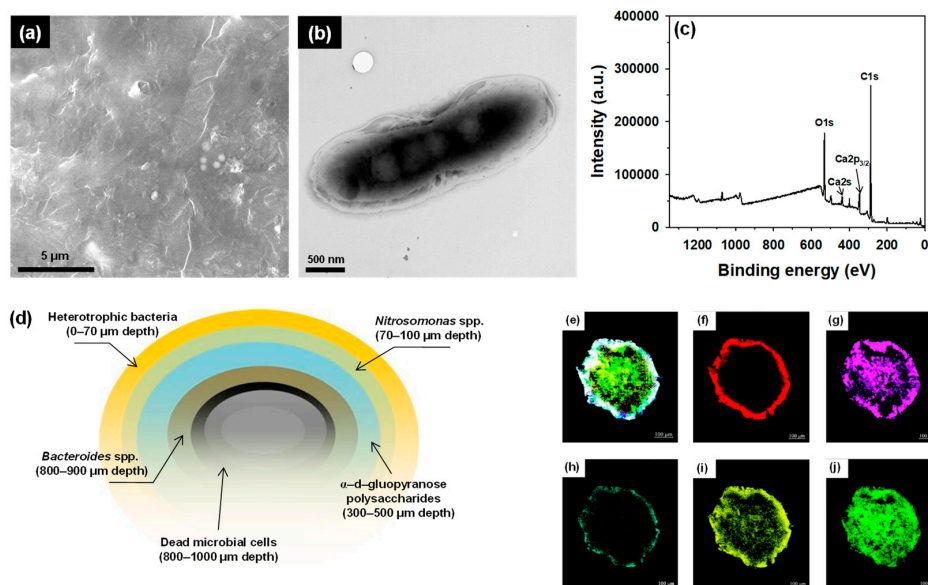 (a)
5 µm
(b)
500 nm
(c)
400000
300000
200000
100000
0
Intensity (a.u.)
C1s
O1s
Ca2p3/2
Ca2s
1200 1000 800 600 400 200 0
Binding energy (eV)
(d)
Heterotrophic bacteria
(0–70 µm depth)
Nitrosomonas spp.
(70–100 µm depth)
Bacteroides spp.
(800–900 µm depth)
α–d–gluopyranose
polysaccharides
(300–500 µm depth)
Dead microbial cells
(800–1000 µm depth)
(e)
(f)
(g)
(h)
(i)
(j)